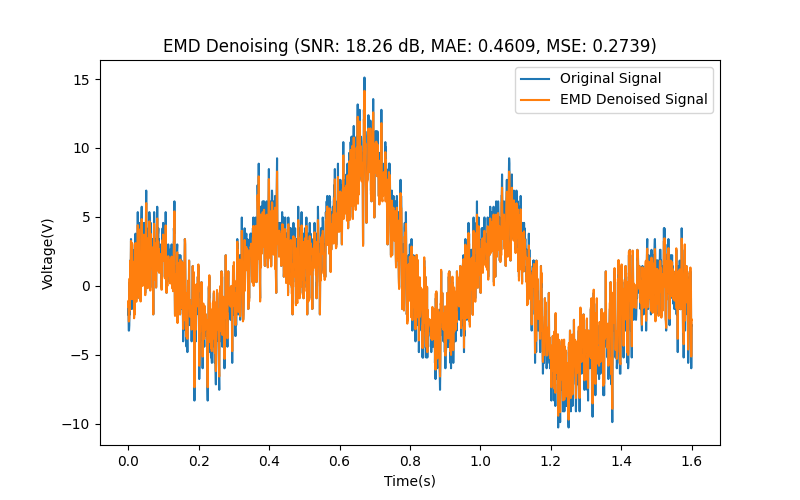 EMD Denoising (SNR: 18.26 dB, MAE: 0.4609, MSE: 0.2739)
Original Signal
EMD Denoised Signal
Voltage(V)
15
10
5
0
−5
−10
0.0 0.2 0.4 0.6 0.8 1.0 1.2 1.4 1.6
Time(s)